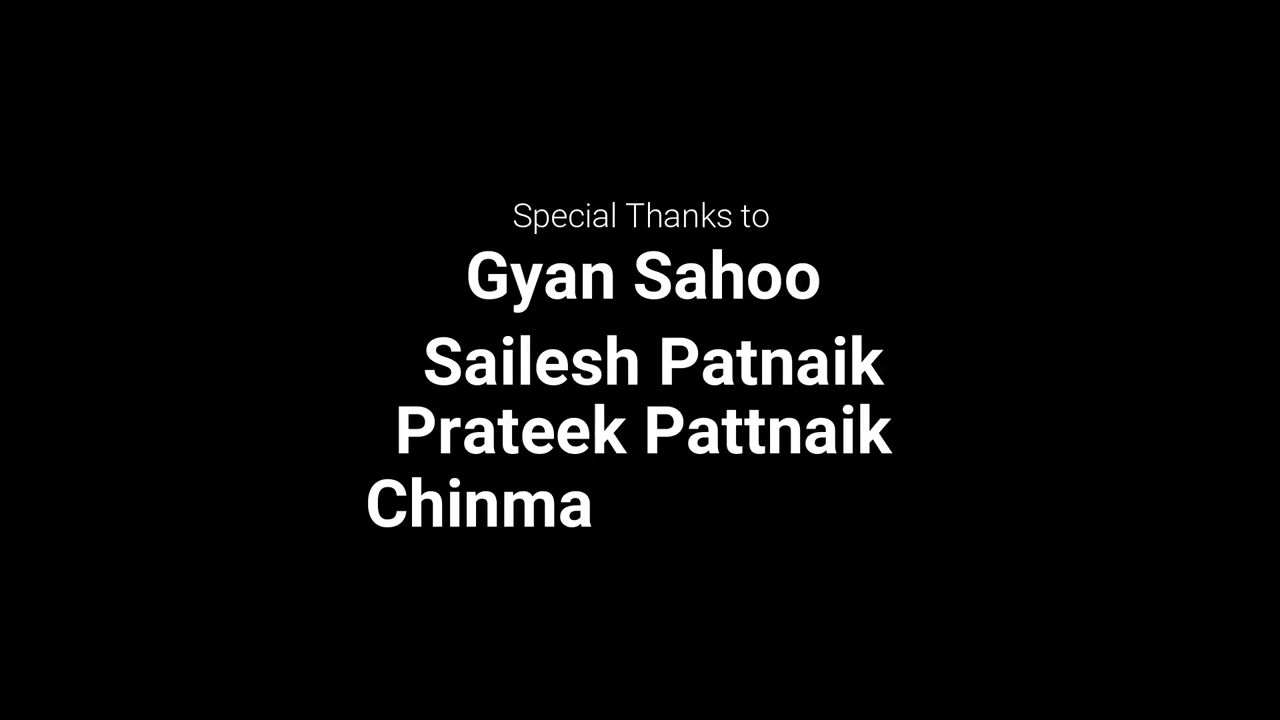 Special Thanks to
Gyan Sahoo
Sailesh Patnaik
Prateek Pattnaik
Chinma